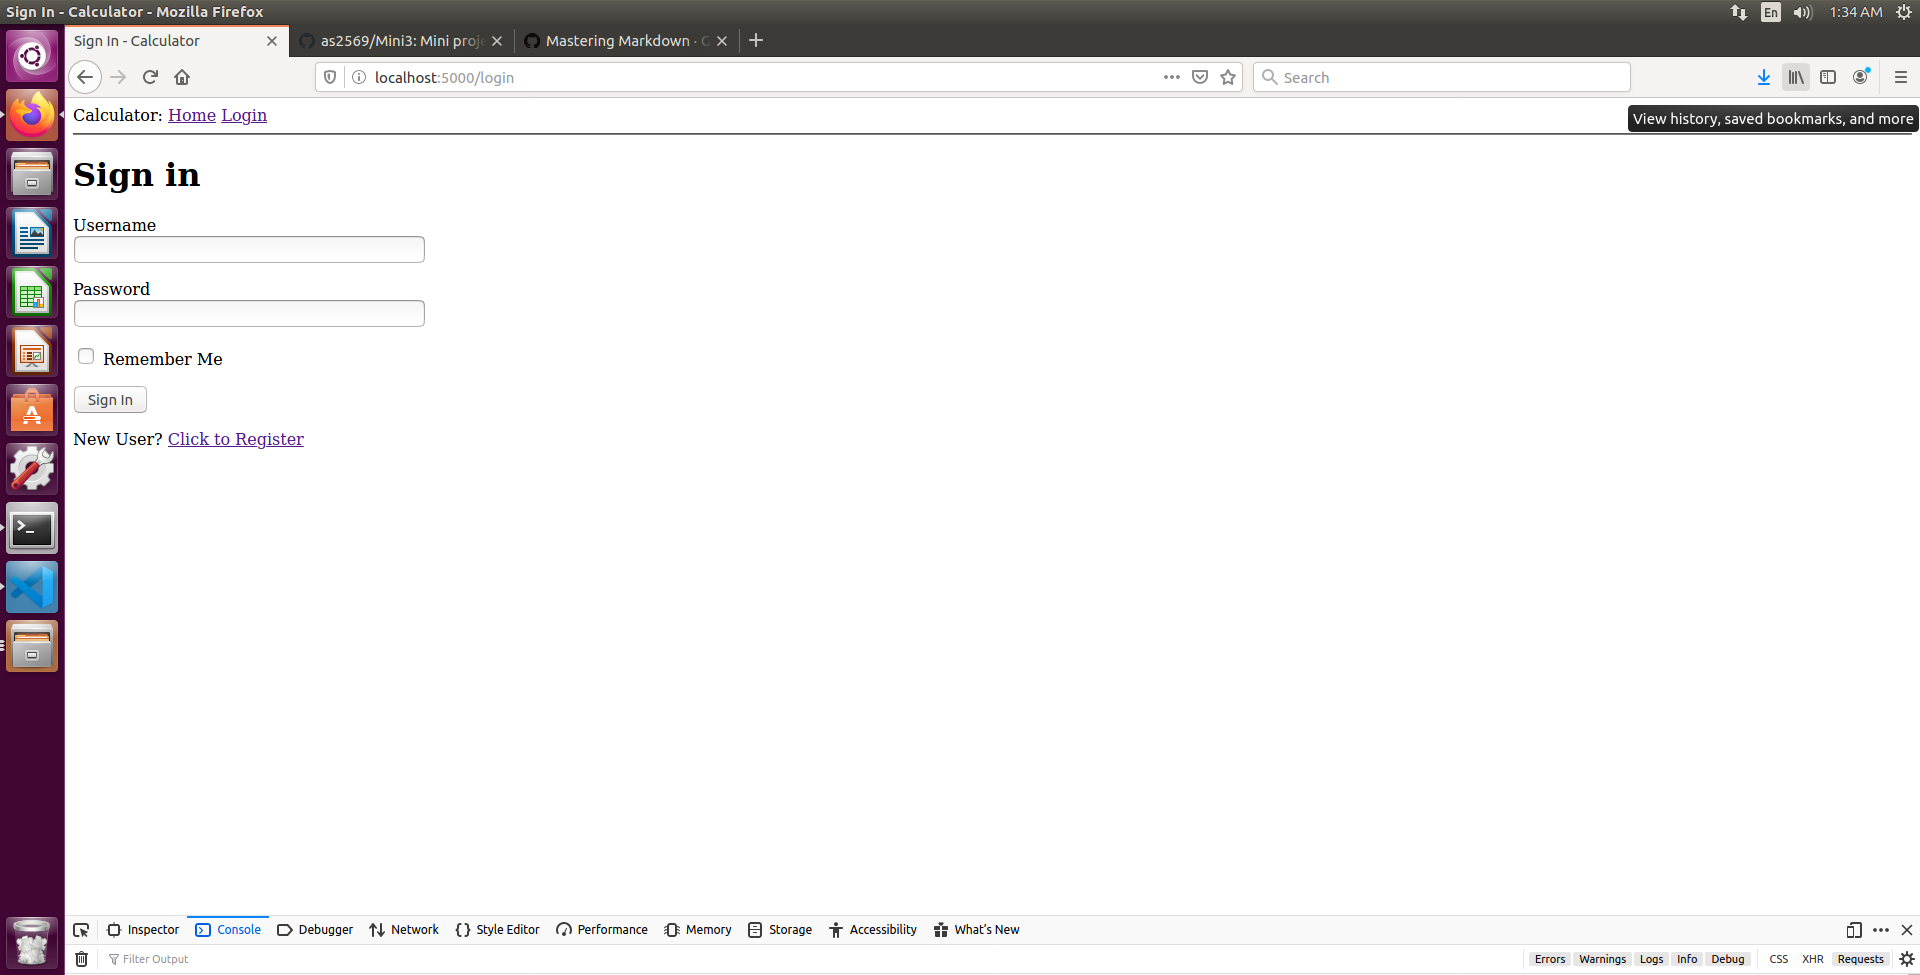 Sign In - Calculator - Mozilla Firefox
En
1:34 AM
Sign In - Calculator
as2569/Mini3: Mini proje
Mastering Markdown · G
localhost:5000/login
Search
Calculator: Home Login
View history, saved bookmarks, and more
Sign in
Username
Password
Remember Me
Sign In
New User? Click to Register
Inspector
Console
Debugger
Network
Style Editor
Performance
Memory
Storage
Accessibility
What's New
Filter Output
Errors
Warnings
Logs
Info
Debug
CSS
XHR
Requests